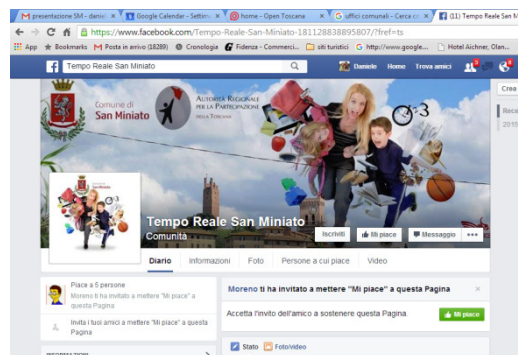 presentazione SM - daniel
Google Calendar - Settim
home - Open Toscana
uffici comunali - Cerca co
(11) Tempo Reale San M
https://www.facebook.com/Tempo-Reale-San-Miniato-181128838895807/?fref=ts
App Bookmarks Posta in arrivo (18289) Cronologia Fidenza - Commerci... siti turistici http://www.google... Hotel Aichner, Olan...
Tempo Reale San Miniato
Daniele Home Trova amici
Crea
Rece
2015
Comune di
San Miniato
Autorità Regionale
per la Partecipazione
della Toscana
Tempo Reale San Miniato
Comunità
Iscriviti Mi piace Messaggio
Diario Informazioni Foto Persone a cui piace Video
Piace a 5 persone
Moreno ti ha invitato a mettere "Mi piace" a
questa Pagina
Invita i tuoi amici a mettere "Mi piace" a questa
Pagina
INFORMAZIONI
Moreno ti ha invitato a mettere "Mi piace" a questa Pagina
Accetta l'invito dell'amico a sostenere questa Pagina.
Mi piace
Stato Foto/video